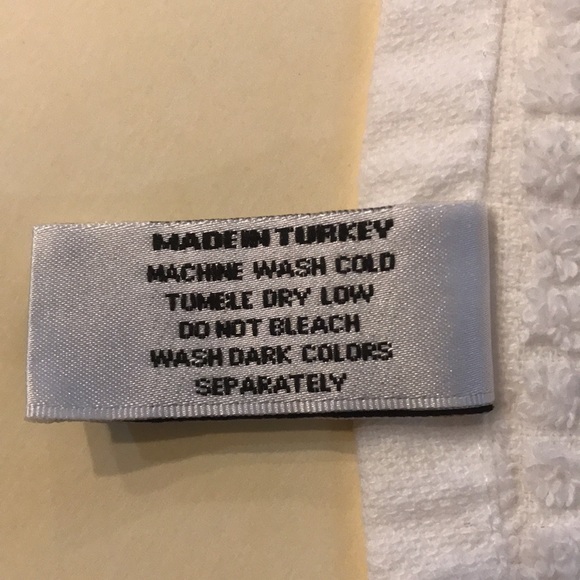 MADE IN TURKEY
MACHINE WASH COLD
TUMBLE DRY LOW
DO NOT BLEACH
WASH DARK COLORS
SEPARATELY